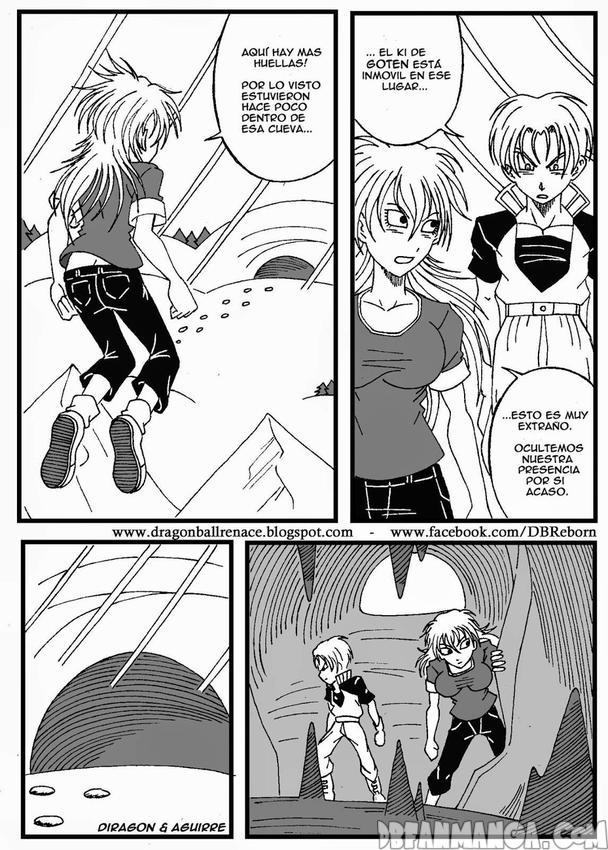 AQUÍ HAY MAS
HUELLAS!
POR LO VISTO
ESTUVIERON
HACE POCO
DENTRO DE
ESA CUEVA...
... EL KI DE
GOTEN ESTÁ
INMOVIL EN ESE
LUGAR...
...ESTO ES MUY
EXTRAÑO.
OCULTEMOS
NUESTRA
PRESENCIA
POR SI
ACASO.
www.dragonballrenace.blogspot.com - www.facebook.com/DBReborn
DIRAGON & AGUIRRE
DBFANMANGA.COM